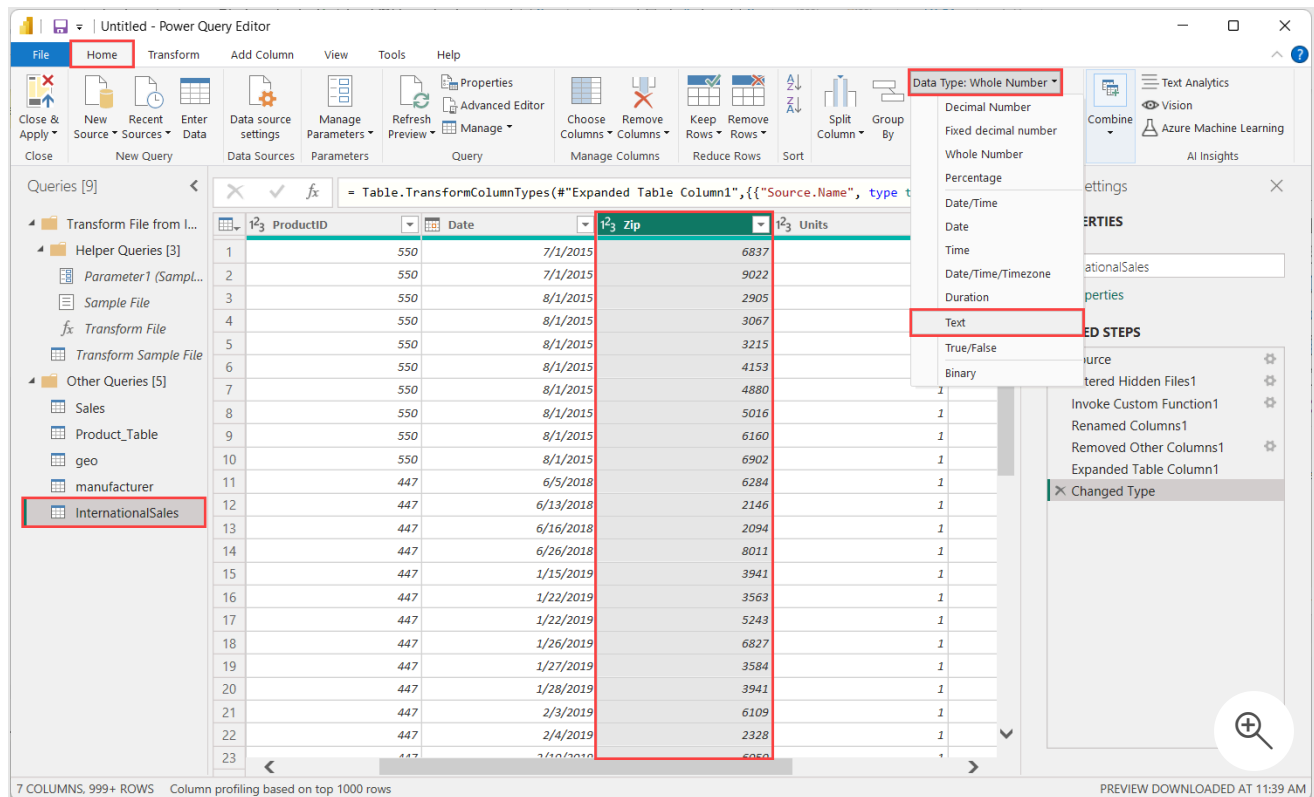 Untitled - Power Query Editor
File Home Transform Add Column View Tools Help
Close & Apply
New Source
Recent Sources
Enter Data
Data source settings
Manage Parameters
Refresh Preview
Properties
Advanced Editor
Manage
Choose Columns
Remove Columns
Keep Rows
Remove Rows
Split Column
Group By
Data Type: Whole Number
Combine
Text Analytics
Vision
Azure Machine Learning
Close New Query Data Sources Parameters Query Manage Columns Reduce Rows Sort AI Insights
Decimal Number
Fixed decimal number
Whole Number
Percentage
Date/Time
Date
Time
Date/Time/Timezone
Duration
Text
True/False
Binary
Queries [9]
Transform File from I...
Helper Queries [3]
Parameter1 (Sampl...
Sample File
fx Transform File
Transform Sample File
Other Queries [5]
Sales
Product_Table
geo
manufacturer
InternationalSales
fx = Table.TransformColumnTypes(#"Expanded Table Column1",{{"Source.Name", type t
123 ProductID Date 123 Zip 123 Units
1 550 7/1/2015 6837
2 550 7/1/2015 9022
3 550 8/1/2015 2905
4 550 8/1/2015 3067
5 550 8/1/2015 3215
6 550 8/1/2015 4153
7 550 8/1/2015 4880 1
8 550 8/1/2015 5016 1
9 550 8/1/2015 6160 1
10 550 8/1/2015 6902 1
11 447 6/5/2018 6284 1
12 447 6/13/2018 2146 1
13 447 6/16/2018 2094 1
14 447 6/26/2018 8011 1
15 447 1/15/2019 3941 1
16 447 1/22/2019 3563 1
17 447 1/22/2019 5243 1
18 447 1/26/2019 6827 1
19 447 1/27/2019 3584 1
20 447 1/28/2019 3941 1
21 447 2/3/2019 6109 1
22 447 2/4/2019 2328 1
23
ettings
ERTIES
ationalSales
perties
ED STEPS
urce
tered Hidden Files1
Invoke Custom Function1
Renamed Columns1
Removed Other Columns1
Expanded Table Column1
Changed Type
7 COLUMNS, 999+ ROWS Column profiling based on top 1000 rows PREVIEW DOWNLOADED AT 11:39 AM